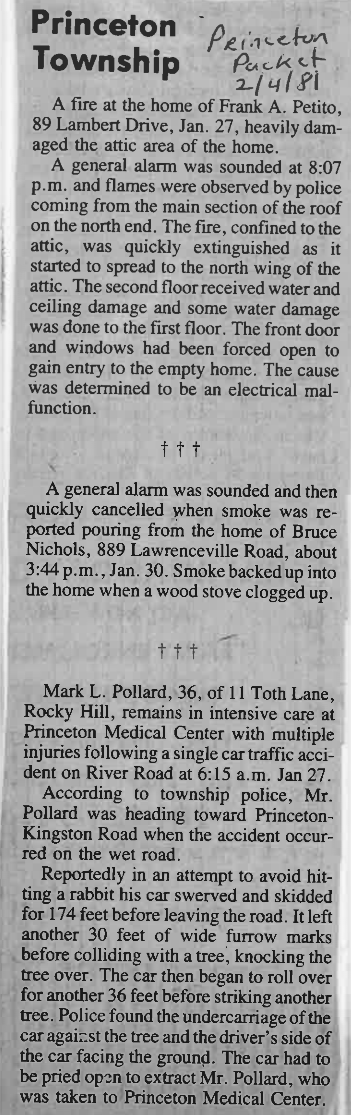 Princeton
Township
Princeton
Packet
2/4/81
A fire at the home of Frank A. Petito,
89 Lambert Drive, Jan. 27, heavily dam-
aged the attic area of the home.
A general alarm was sounded at 8:07
p.m. and flames were observed by police
coming from the main section of the roof
on the north end. The fire, confined to the
attic, was quickly extinguished as it
started to spread to the north wing of the
attic. The second floor received water and
ceiling damage and some water damage
was done to the first floor. The front door
and windows had been forced open to
gain entry to the empty home. The cause
was determined to be an electrical mal-
function.
† † †
A general alarm was sounded and then
quickly cancelled when smoke was re-
ported pouring from the home of Bruce
Nichols, 889 Lawrenceville Road, about
3:44 p.m., Jan. 30. Smoke backed up into
the home when a wood stove clogged up.
† † †
Mark L. Pollard, 36, of 11 Toth Lane,
Rocky Hill, remains in intensive care at
Princeton Medical Center with multiple
injuries following a single car traffic acci-
dent on River Road at 6:15 a.m. Jan 27.
According to township police, Mr.
Pollard was heading toward Princeton-
Kingston Road when the accident occur-
red on the wet road.
Reportedly in an attempt to avoid hit-
ting a rabbit his car swerved and skidded
for 174 feet before leaving the road. It left
another 30 feet of wide furrow marks
before colliding with a tree, knocking the
tree over. The car then began to roll over
for another 36 feet before striking another
tree. Police found the undercarriage of the
car against the tree and the driver's side of
the car facing the ground. The car had to
be pried open to extract Mr. Pollard, who
was taken to Princeton Medical Center.